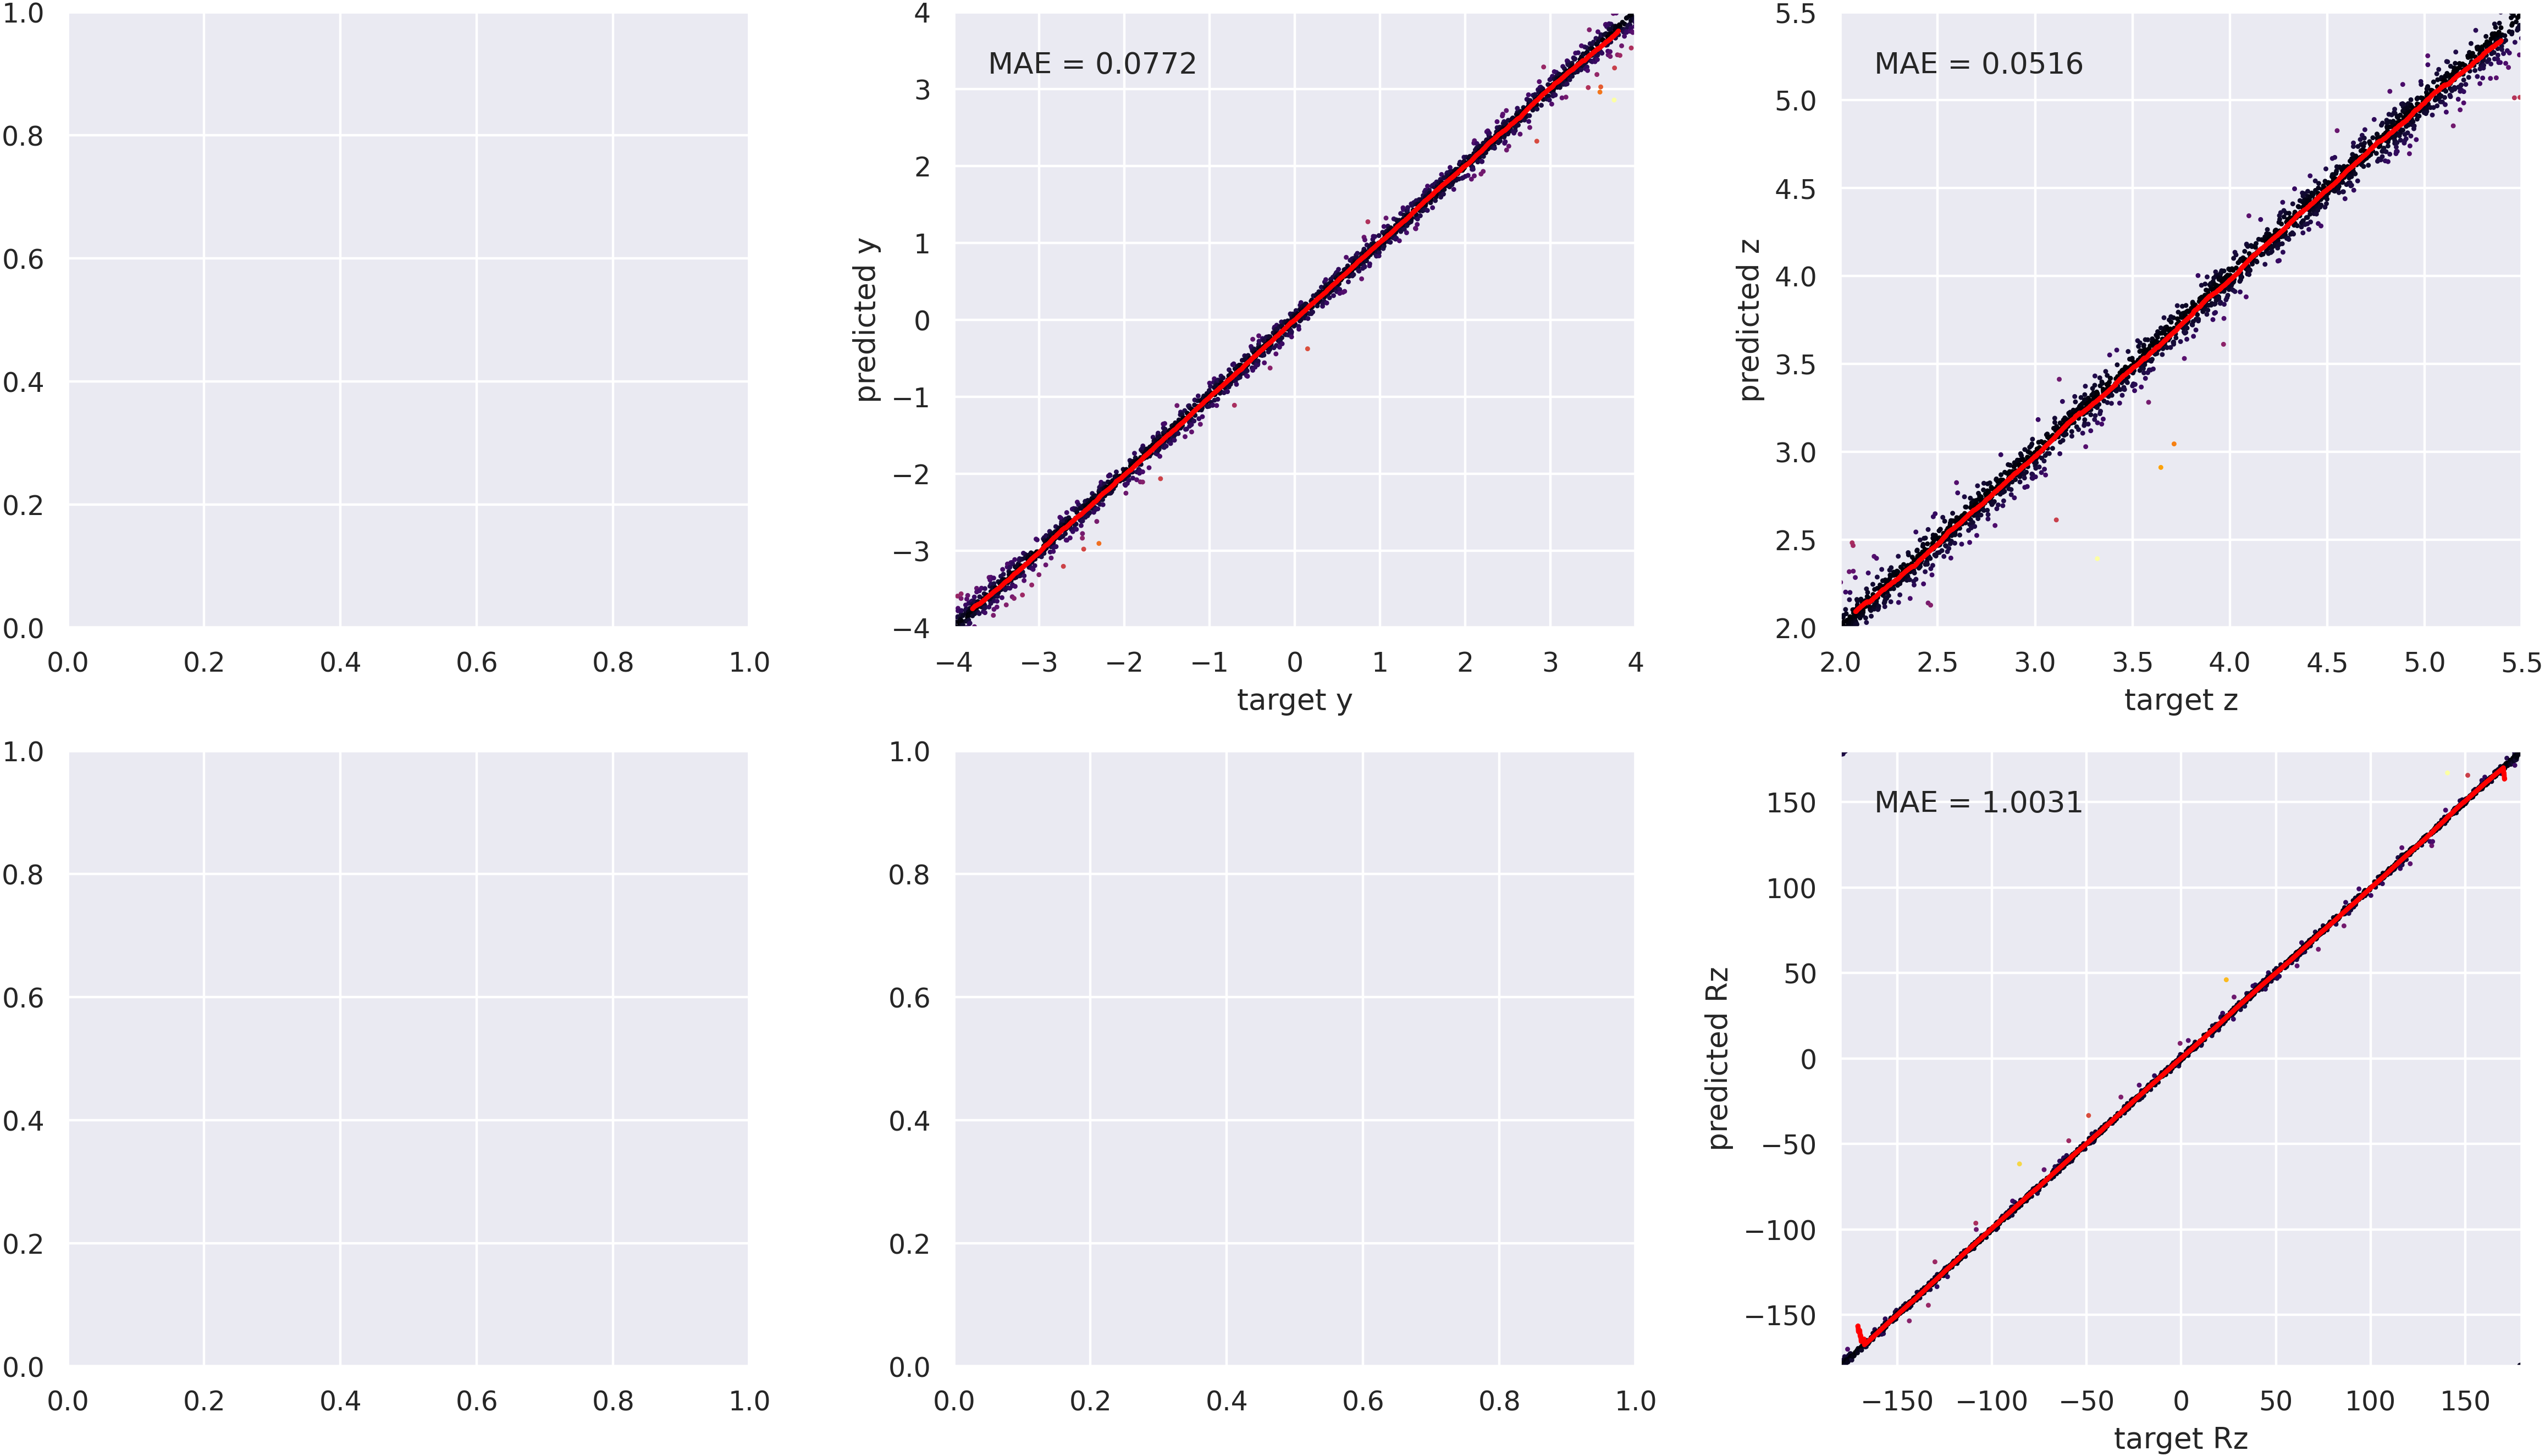 1.0
0.8
0.6
0.4
0.2
0.0
0.0 0.2 0.4 0.6 0.8 1.0
4
3
2
1
0
−1
−2
−3
−4
predicted y
MAE = 0.0772
−4 −3 −2 −1 0 1 2 3 4
target y
5.5
5.0
4.5
4.0
3.5
3.0
2.5
2.0
predicted z
MAE = 0.0516
2.0 2.5 3.0 3.5 4.0 4.5 5.0 5.5
target z
1.0
0.8
0.6
0.4
0.2
0.0
0.0 0.2 0.4 0.6 0.8 1.0
1.0
0.8
0.6
0.4
0.2
0.0
0.0 0.2 0.4 0.6 0.8 1.0
150
100
50
0
−50
−100
−150
predicted Rz
MAE = 1.0031
−150 −100 −50 0 50 100 150
target Rz